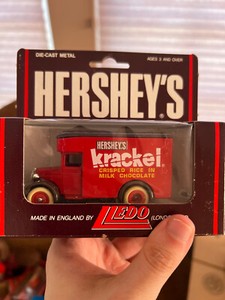 DIE-CAST METAL
AGES 3 AND OVER
HERSHEY'S®
HERSHEY'S
krackel®
CRISPED RICE IN
MILK CHOCOLATE
MADE IN ENGLAND BY LLEDO (LONDON)